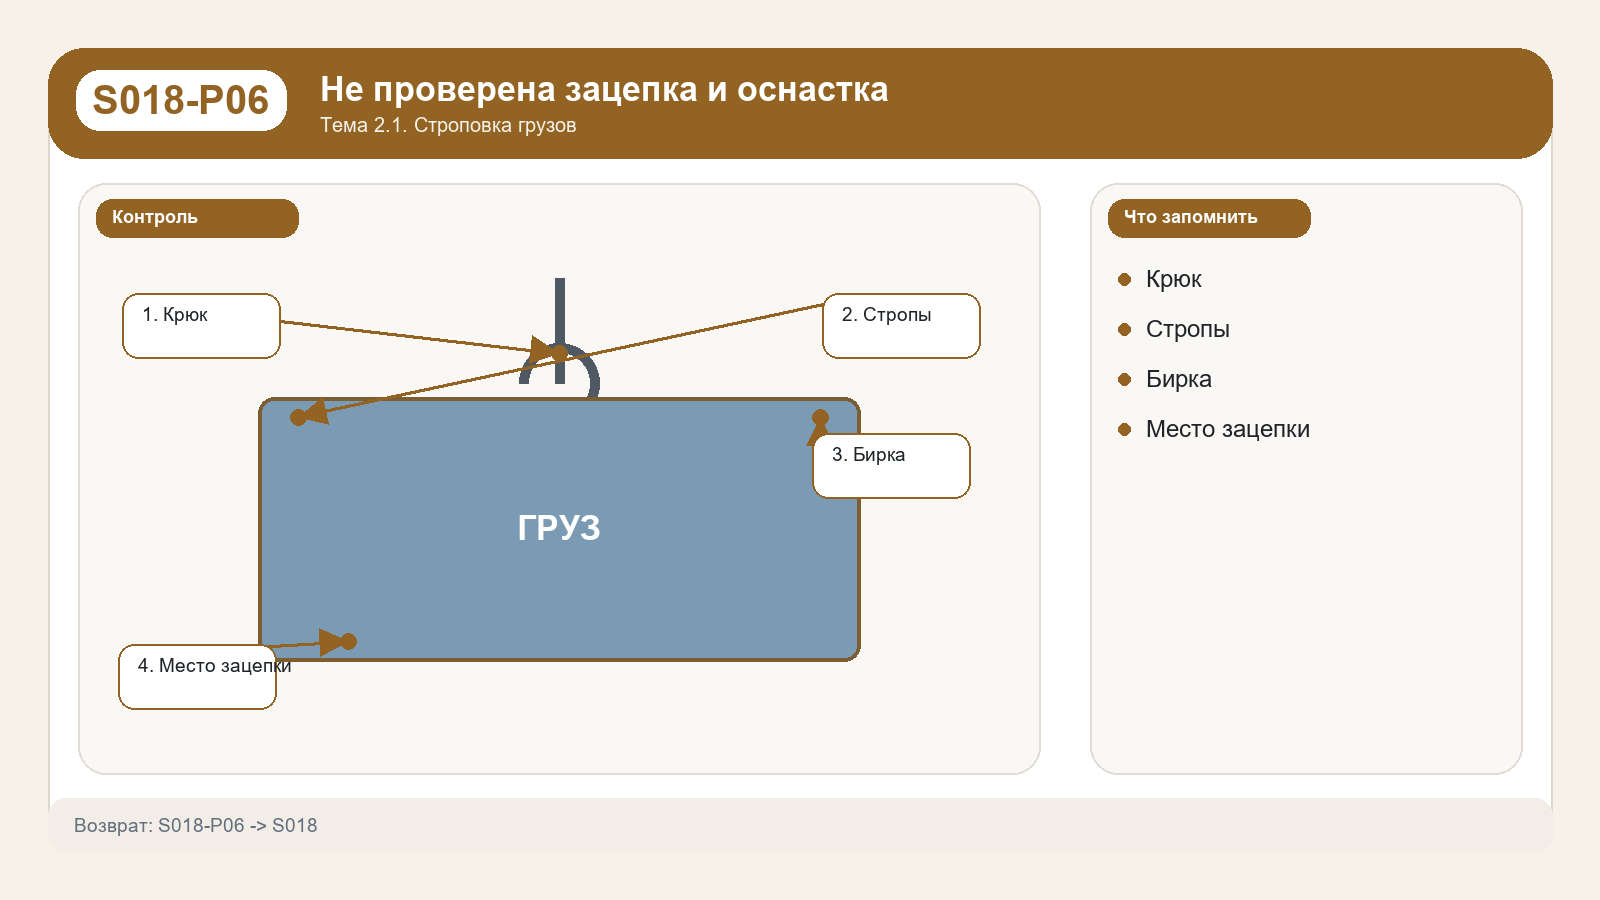 S018-P06
Не проверена зацепка и оснастка
Тема 2.1. Строповка грузов
Контроль
1. Крюк
2. Стропы
3. Бирка
ГРУЗ
4. Место зацепки
Что запомнить
Крюк
Стропы
Бирка
Место зацепки
Возврат: S018-P06 -> S018